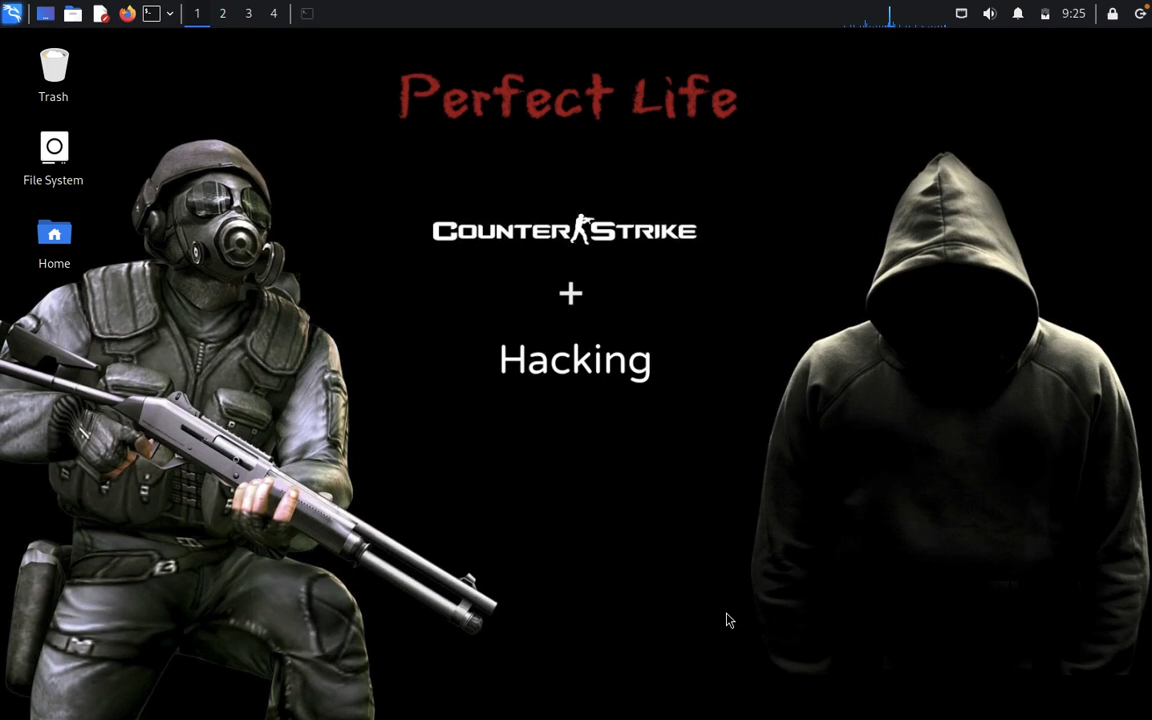 1 2 3 4 9:25
Trash
File System
Home
Perfect Life
COUNTER STRIKE
+
Hacking